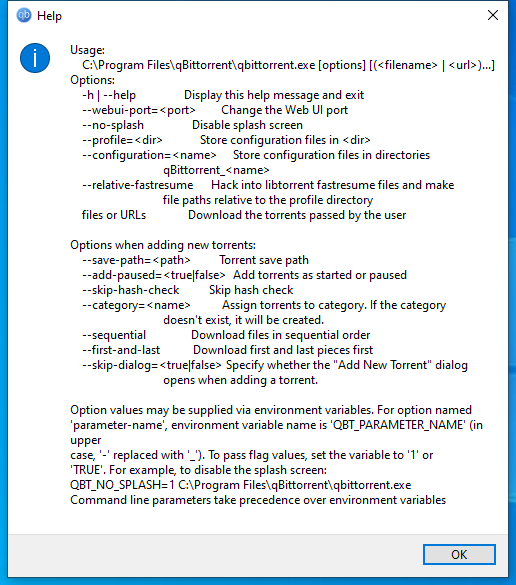 Help
Usage:
C:\Program Files\qBittorrent\qbittorrent.exe [options] [(<filename> | <url>)...]
Options:
-h | --help Display this help message and exit
--webui-port=<port> Change the Web UI port
--no-splash Disable splash screen
--profile=<dir> Store configuration files in <dir>
--configuration=<name> Store configuration files in directories
qBittorrent_<name>
--relative-fastresume Hack into libtorrent fastresume files and make
file paths relative to the profile directory
files or URLs Download the torrents passed by the user
Options when adding new torrents:
--save-path=<path> Torrent save path
--add-paused=<true|false> Add torrents as started or paused
--skip-hash-check Skip hash check
--category=<name> Assign torrents to category. If the category
doesn't exist, it will be created.
--sequential Download files in sequential order
--first-and-last Download first and last pieces first
--skip-dialog=<true|false> Specify whether the "Add New Torrent" dialog
opens when adding a torrent.
Option values may be supplied via environment variables. For option named
'parameter-name', environment variable name is 'QBT_PARAMETER_NAME' (in
upper
case, '-' replaced with '_'). To pass flag values, set the variable to '1' or
'TRUE'. For example, to disable the splash screen:
QBT_NO_SPLASH=1 C:\Program Files\qBittorrent\qbittorrent.exe
Command line parameters take precedence over environment variables
OK